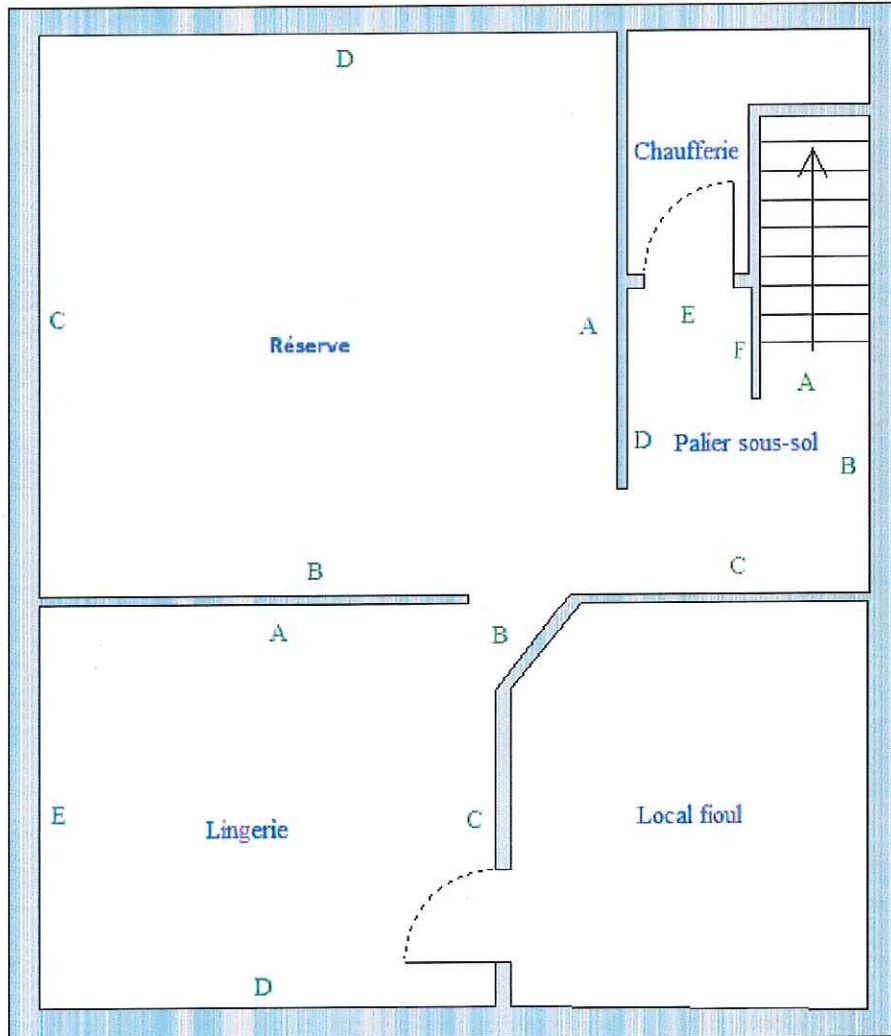 D
Chaufferie
C
Réserve
A
E
F
A
D
Palier sous-sol
B
B
C
A
B
E
Lingerie
C
Local fioul
D